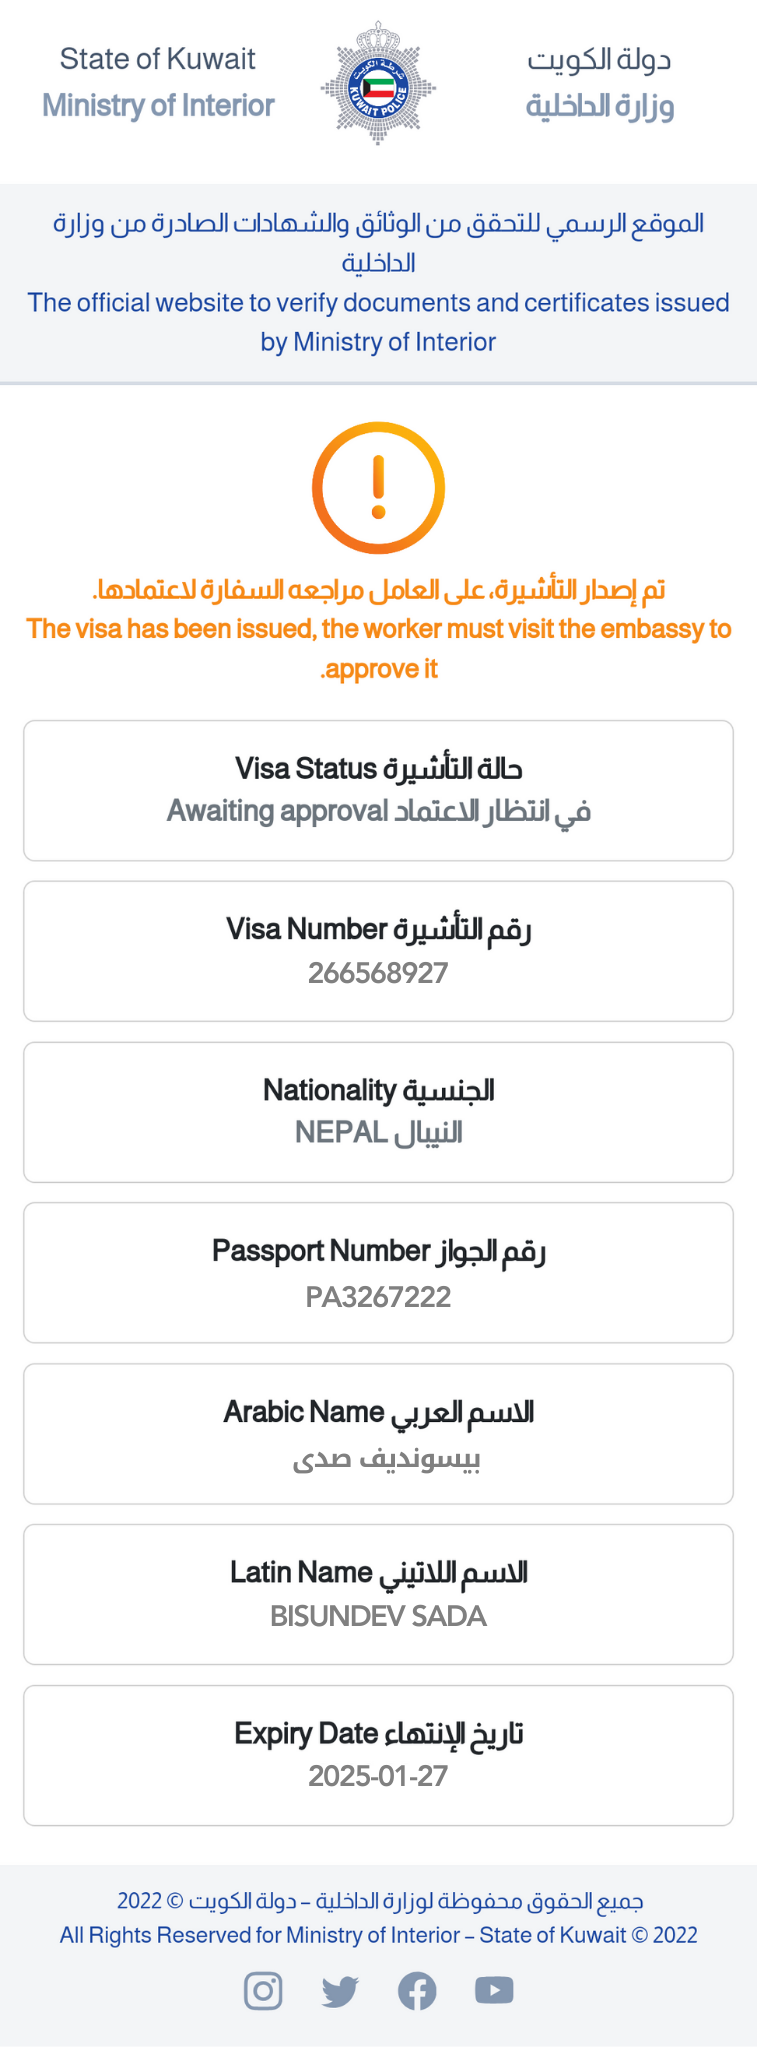 State of Kuwait
Ministry of Interior
شرطة الكويت
KUWAIT POLICE
دولة الكويت
وزارة الداخلية
الموقع الرسمي للتحقق من الوثائق والشهادات الصادرة من وزارة
الداخلية
The official website to verify documents and certificates issued
by Ministry of Interior
تم إصدار التأشيرة، على العامل مراجعه السفارة لاعتمادها.
The visa has been issued, the worker must visit the embassy to
.approve it
Visa Status حالة التأشيرة
Awaiting approval في انتظار الاعتماد
Visa Number رقم التأشيرة
266568927
Nationality الجنسية
NEPAL النيبال
Passport Number رقم الجواز
PA3267222
Arabic Name الاسم العربي
بيسونديف صدى
Latin Name الاسم اللاتيني
BISUNDEV SADA
Expiry Date تاريخ الإنتهاء
2025-01-27
جميع الحقوق محفوظة لوزارة الداخلية – دولة الكويت © 2022
All Rights Reserved for Ministry of Interior – State of Kuwait © 2022